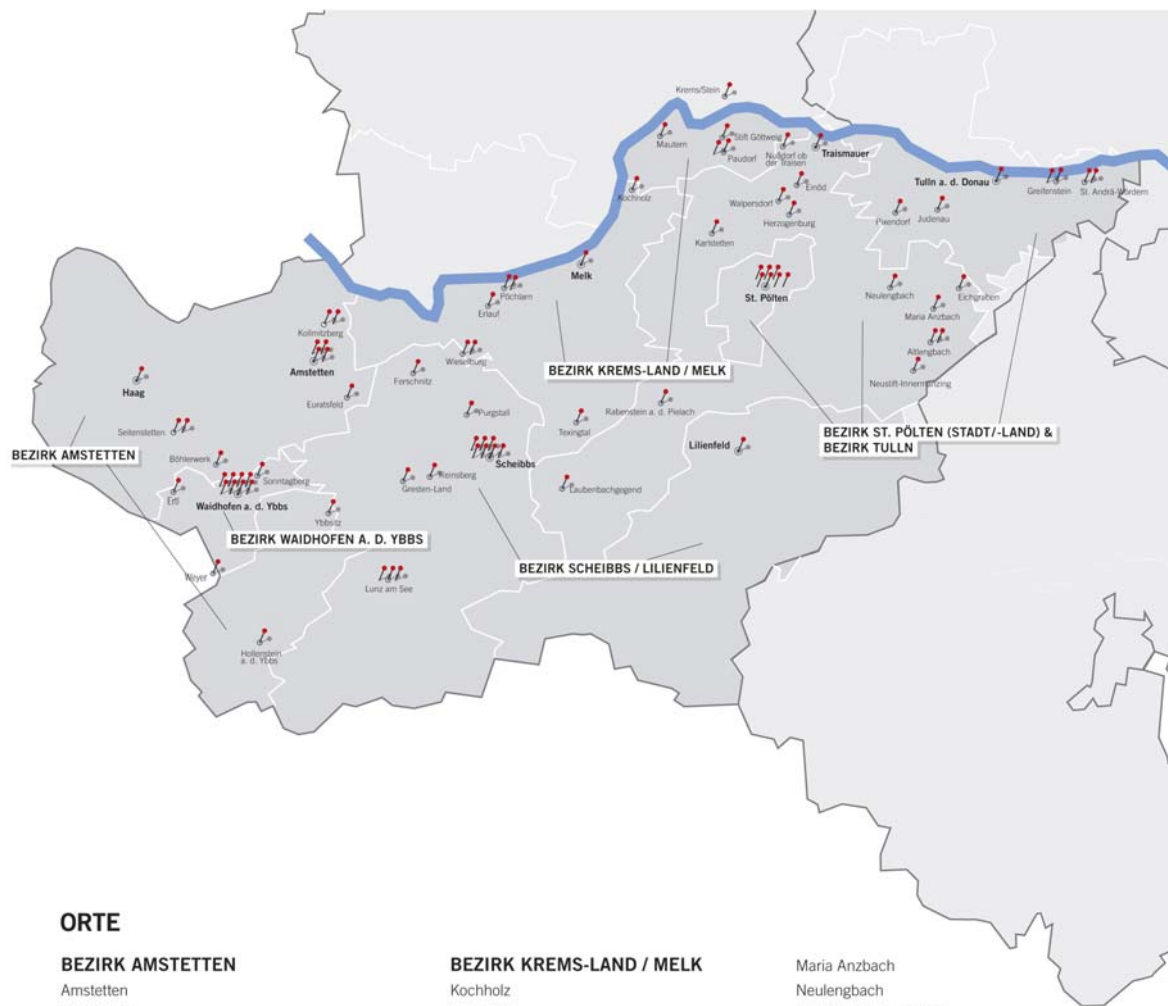 Krems/Stein
Mautern
Stift Göttweig
Paudorf
Nußdorf ob
der Traisen
Traismauer
Tulln a. d. Donau
Greifenstein
St. Andrä-Wördern
Kochholz
Einöd
Walpersdorf
Herzogenburg
Pixendorf
Judenau
Karlstetten
Melk
St. Pölten
Pöchlarn
Erlauf
Neulengbach
Eichgraben
Maria Anzbach
Altlengbach
Neustift-Innermanzing
Kollmitzberg
Amstetten
Wieselburg
Ferschnitz
BEZIRK KREMS-LAND / MELK
Haag
Euratsfeld
Purgstall
Rabenstein a. d. Pielach
Texingtal
Seitenstetten
BEZIRK ST. PÖLTEN (STADT/-LAND) &
BEZIRK TULLN
BEZIRK AMSTETTEN
Lilienfeld
Böhlerwerk
Scheibbs
Sonntagberg
Reinsberg
Gresten-Land
Ertl
Laubenbachgegend
Waidhofen a. d. Ybbs
Ybbsitz
BEZIRK WAIDHOFEN A. D. YBBS
BEZIRK SCHEIBBS / LILIENFELD
Weyer
Lunz am See
Hollenstein
a. d. Ybbs
ORTE
BEZIRK AMSTETTEN
Amstetten
BEZIRK KREMS-LAND / MELK
Kochholz
Maria Anzbach
Neulengbach